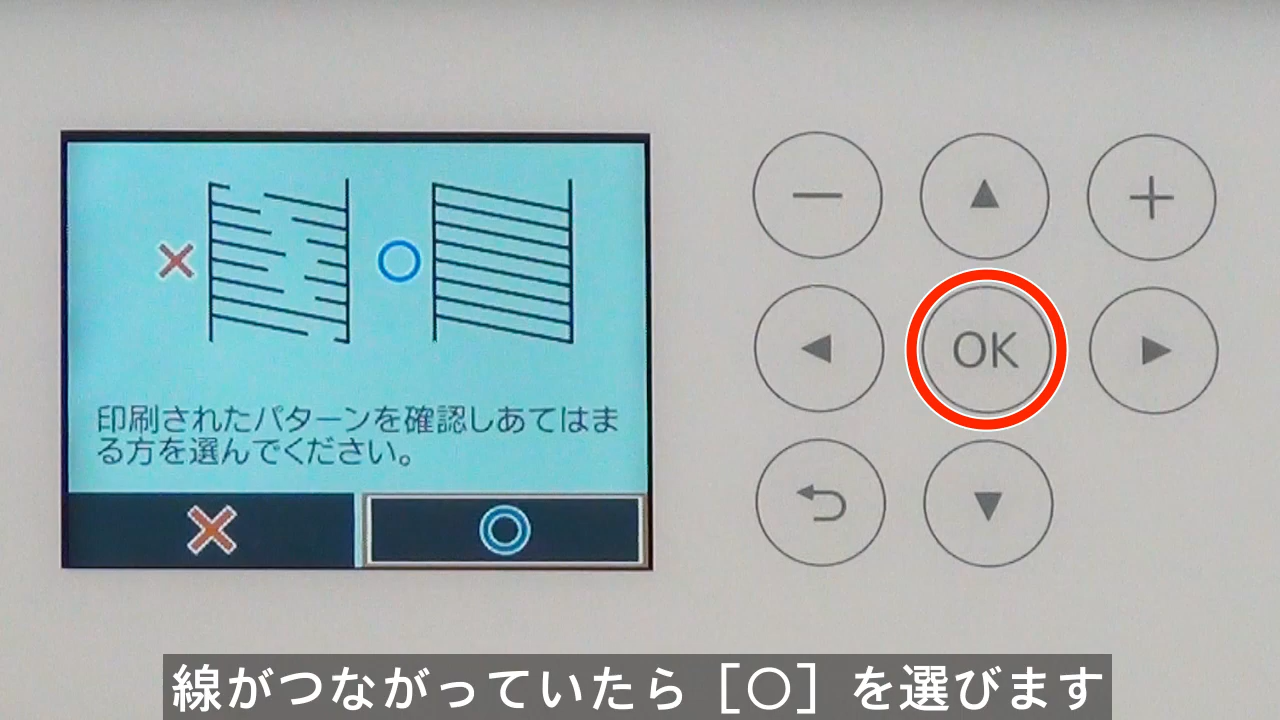 印刷されたパターンを確認しあてはま
る方を選んでください。
OK
線がつながっていたら［〇］を選びます